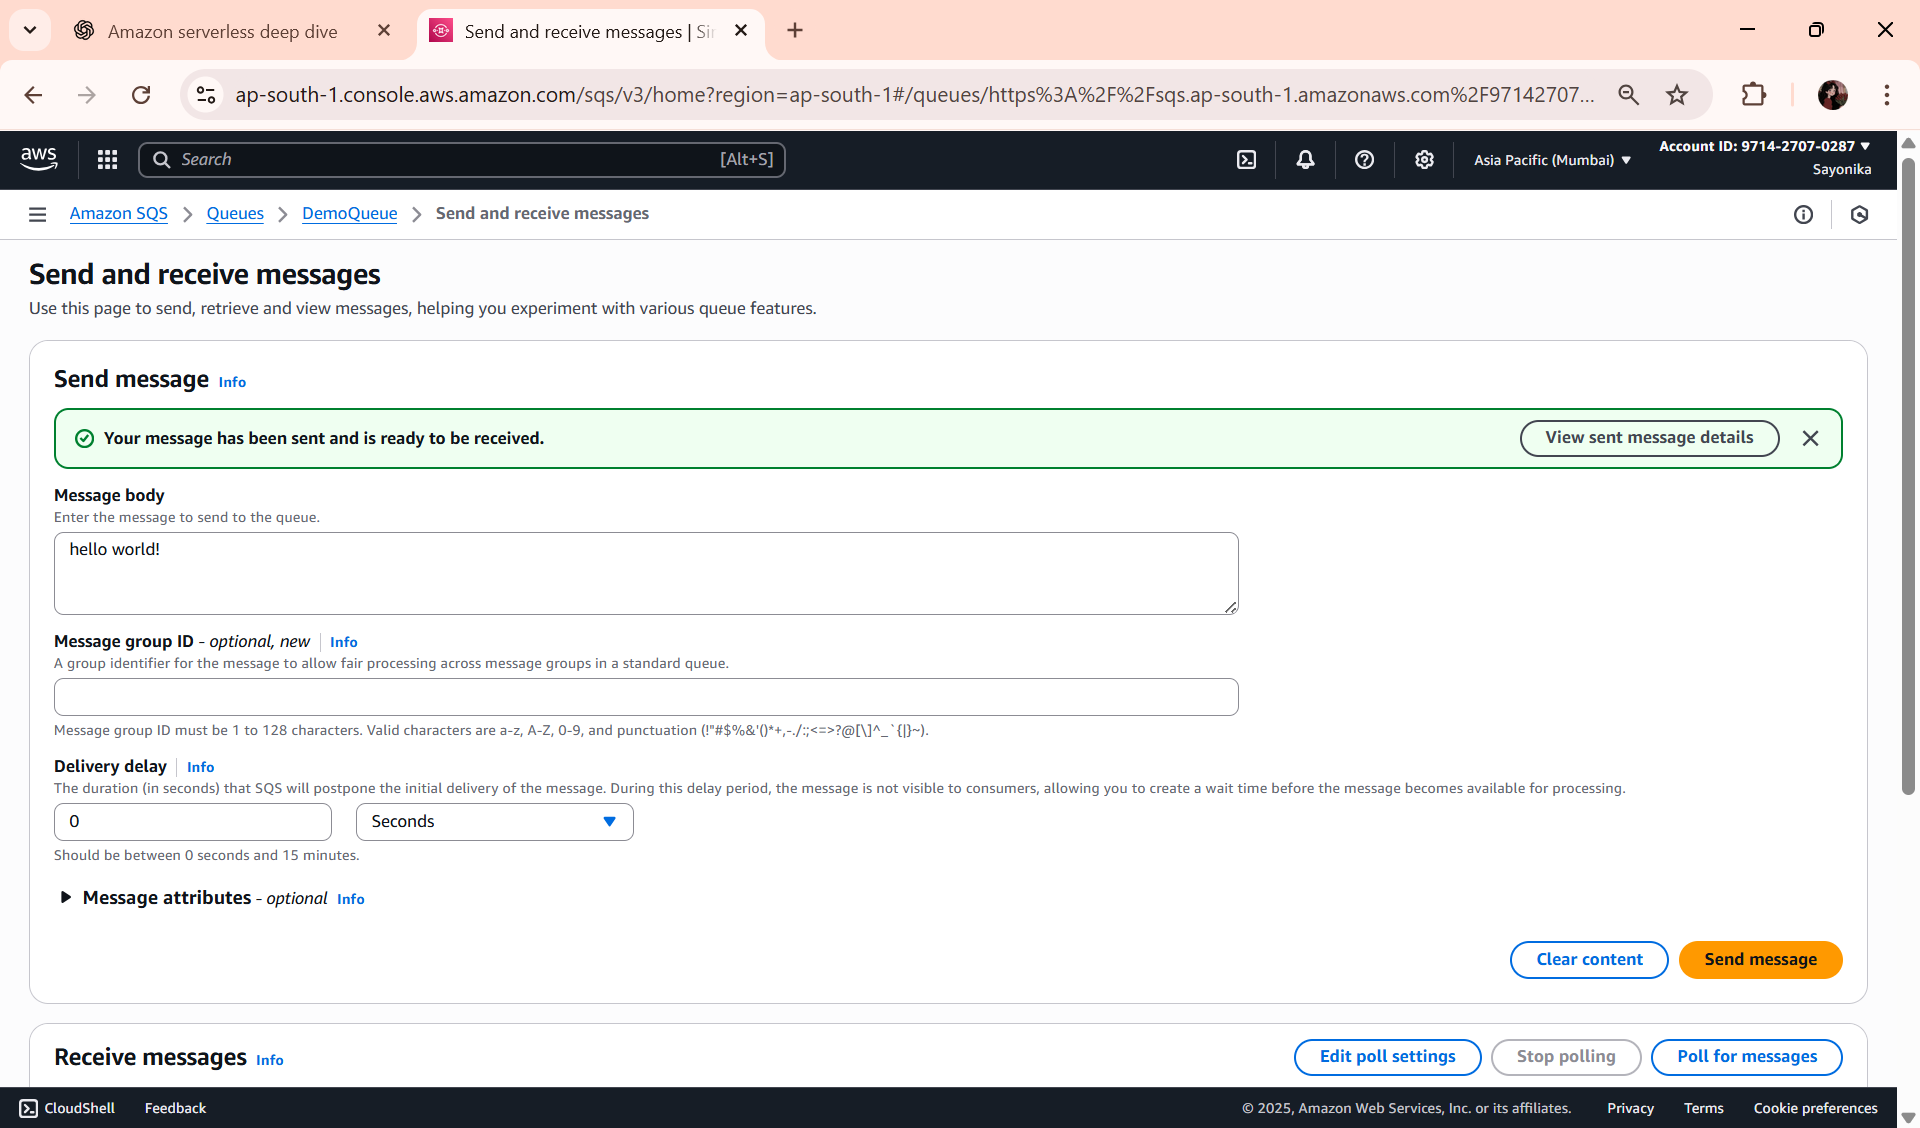 Amazon serverless deep dive
Send and receive messages | Sir
ap-south-1.console.aws.amazon.com/sqs/v3/home?region=ap-south-1#/queues/https%3A%2F%2Fsqs.ap-south-1.amazonaws.com%2F97142707...
aws
Search
[Alt+S]
Asia Pacific (Mumbai)
Account ID: 9714-2707-0287
Sayonika
Amazon SQS
Queues
DemoQueue
Send and receive messages
Send and receive messages
Use this page to send, retrieve and view messages, helping you experiment with various queue features.
Send message Info
Your message has been sent and is ready to be received.
View sent message details
Message body
Enter the message to send to the queue.
hello world!
Message group ID - optional, new Info
A group identifier for the message to allow fair processing across message groups in a standard queue.
Message group ID must be 1 to 128 characters. Valid characters are a-z, A-Z, 0-9, and punctuation (!"#$%&'()*+,-./:;<=>?@[\]^_`{|}~).
Delivery delay Info
The duration (in seconds) that SQS will postpone the initial delivery of the message. During this delay period, the message is not visible to consumers, allowing you to create a wait time before the message becomes available for processing.
0
Seconds
Should be between 0 seconds and 15 minutes.
Message attributes - optional Info
Clear content
Send message
Receive messages Info
Edit poll settings
Stop polling
Poll for messages
CloudShell
Feedback
© 2025, Amazon Web Services, Inc. or its affiliates.
Privacy
Terms
Cookie preferences